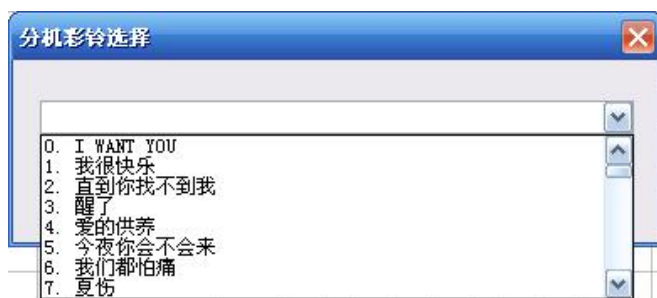 分机彩铃选择
0. I WANT YOU
1. 我很快乐
2. 直到你找不到我
3. 醒了
4. 爱的供养
5. 今夜你会不会来
6. 我们都怕痛
7. 夏伤